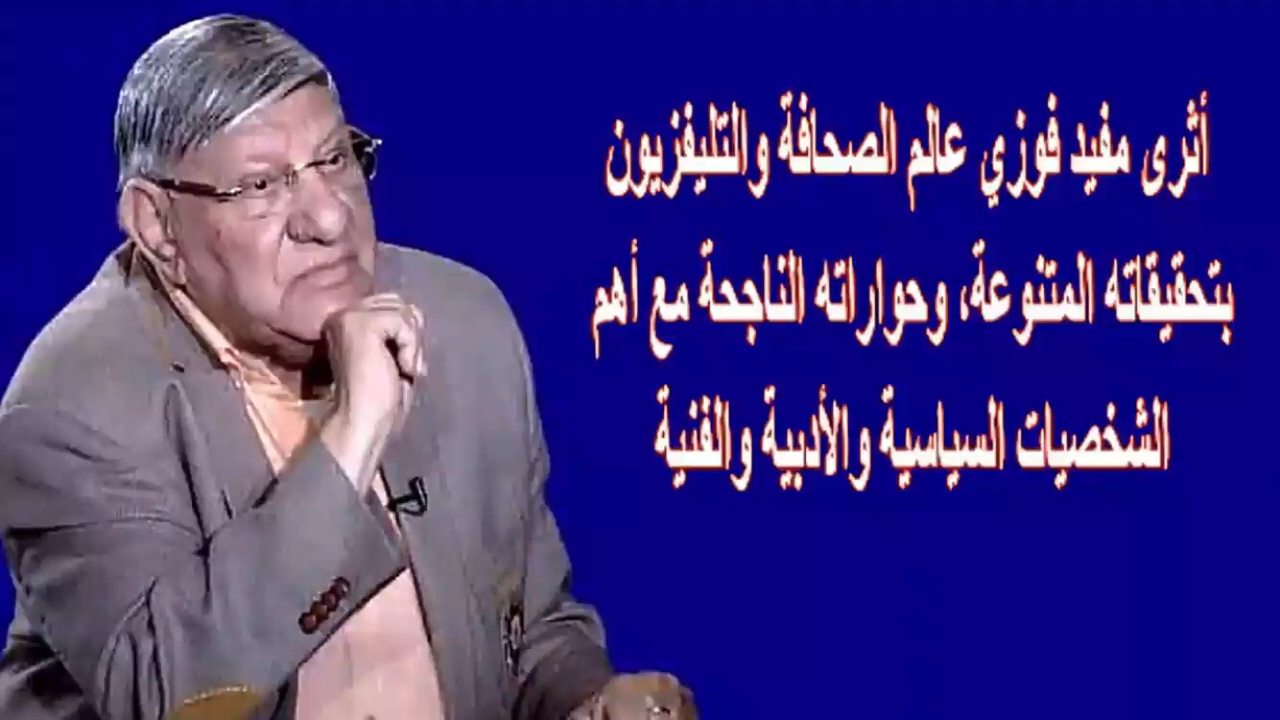 أثرى مفيد فوزي عالم الصحافة والتليفزيون
بتحقيقاته المتنوعة، وحواراته الناجحة مع أهم
الشخصيات السياسية والأدبية والفنية